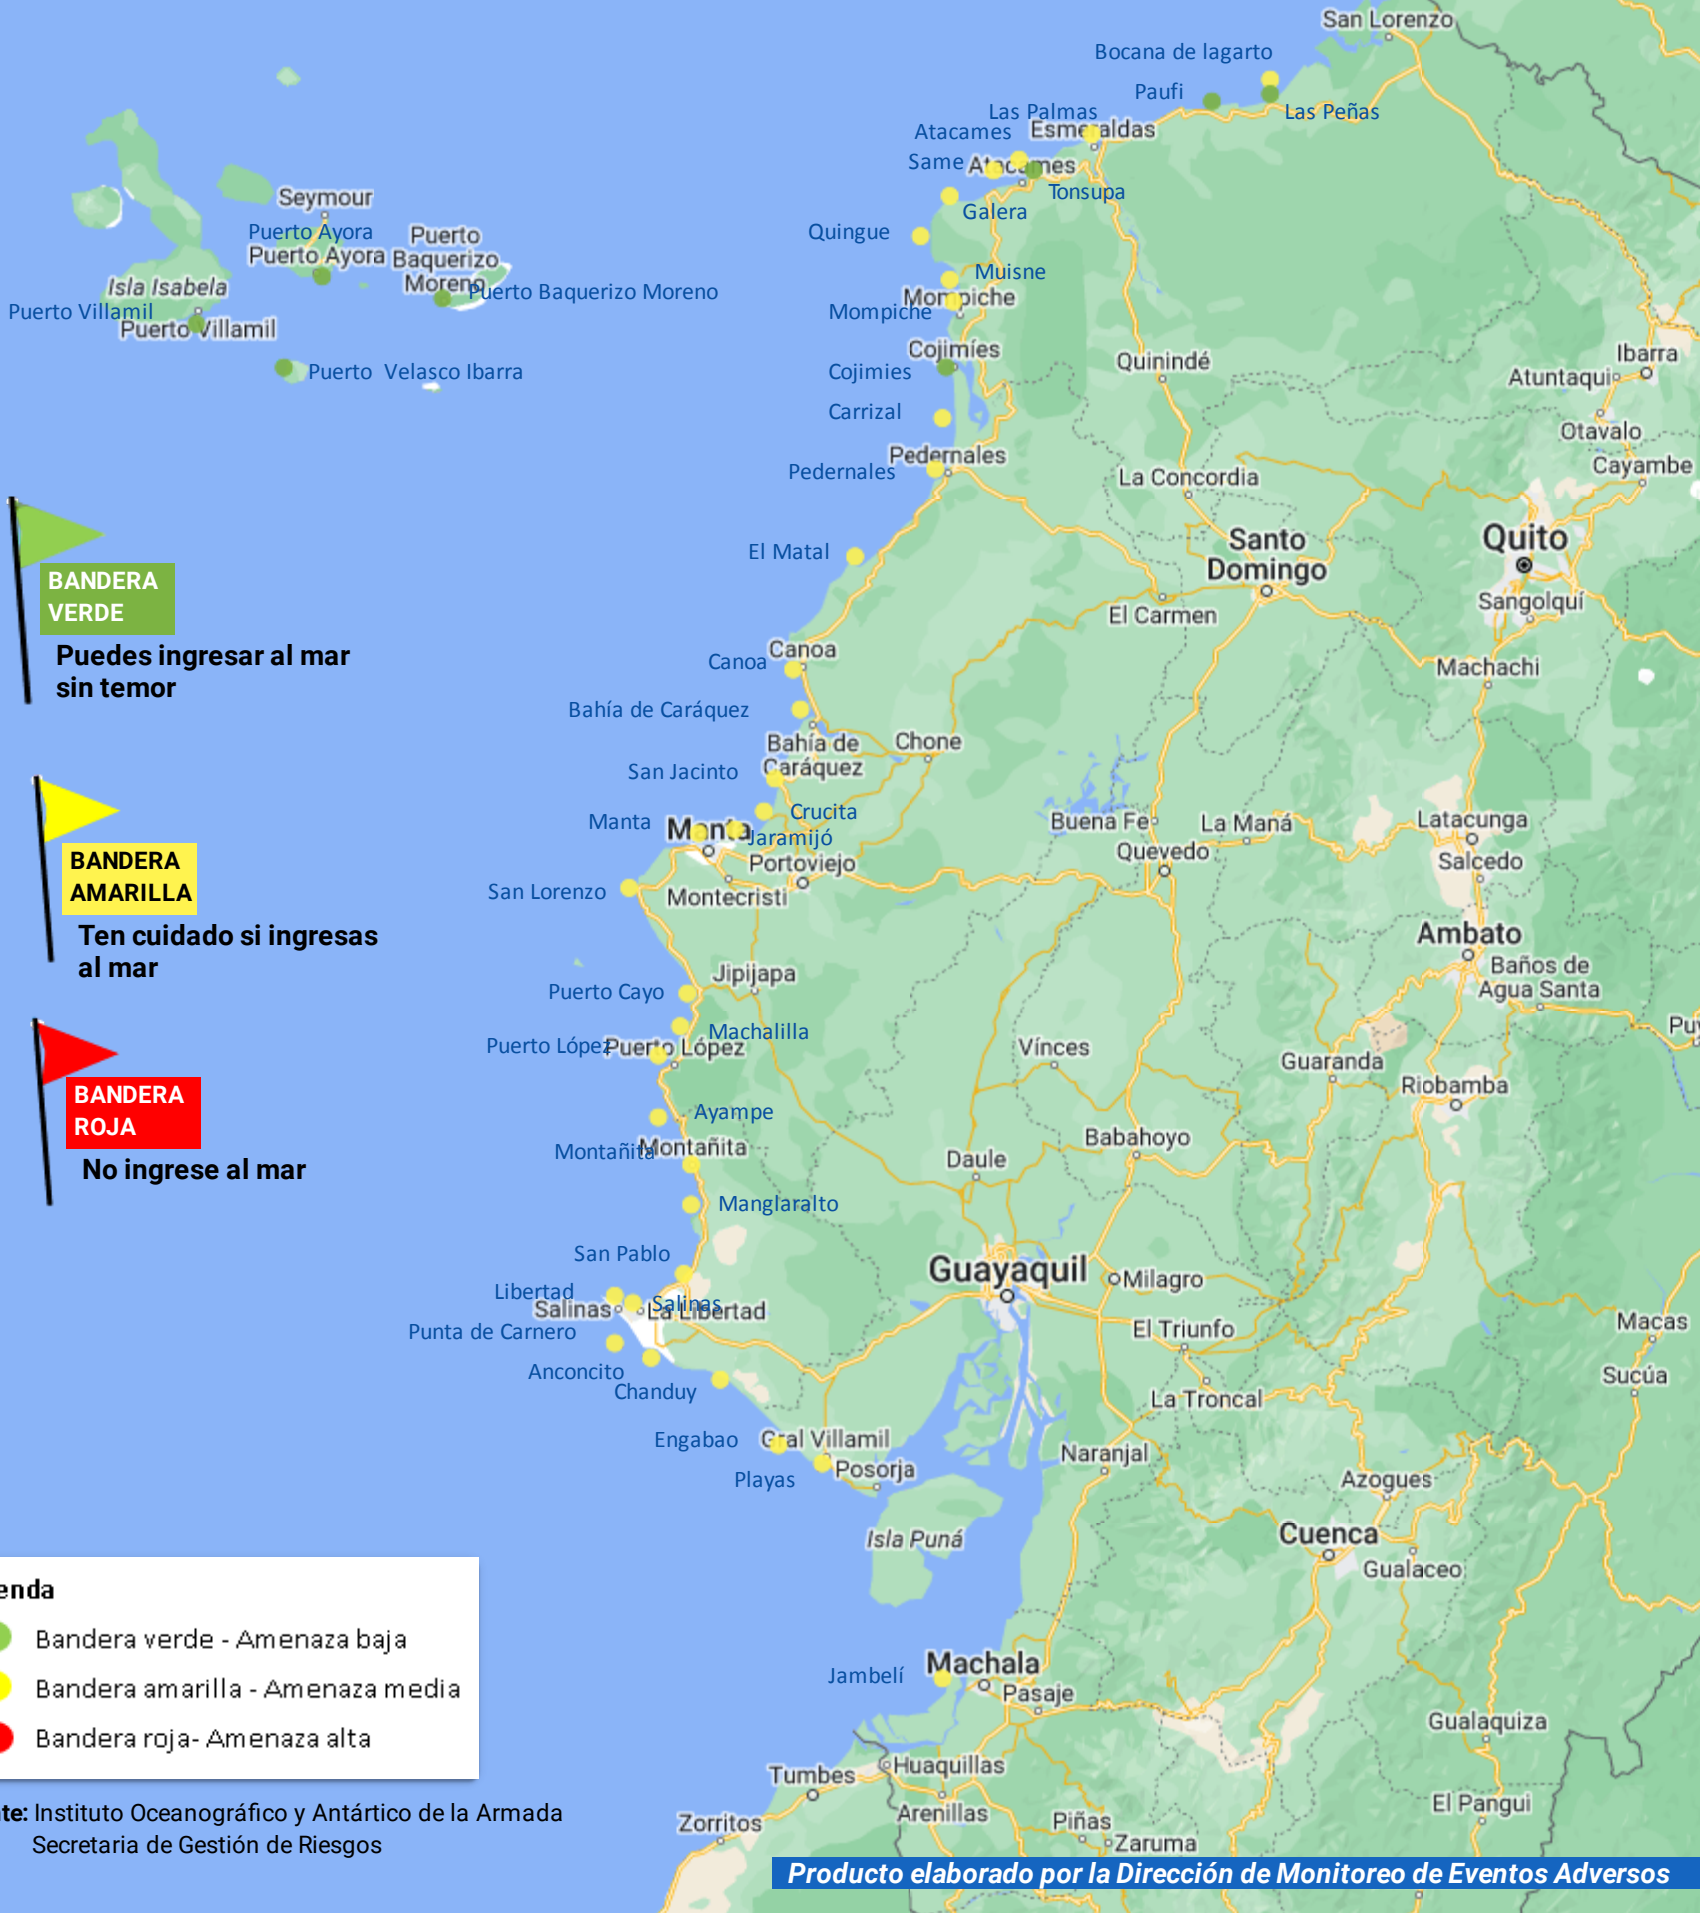 San Lorenzo
Bocana de lagarto
Paufi
Las Palmas
Las Peñas
Atacames
Esmeraldas
Same
Atacames
Tonsupa
Galera
Quingue
Muisne
Mompiche
Mompiche
Cojimíes
Cojimies
Carrizal
Pedernales
Pedernales
El Matal
Canoa
Canoa
Bahía de Caráquez
Bahía de
Caráquez
Chone
San Jacinto
Crucita
Manta
Manta
Jaramijó
Portoviejo
San Lorenzo
Montecristi
Jipijapa
Puerto Cayo
Machalilla
Puerto López
Puerto López
Ayampe
Montañita
Montañita
Manglaralto
San Pablo
Libertad
Salinas
Salinas
La Libertad
Punta de Carnero
Anconcito
Chanduy
Engabao
Gral Villamil
Playas
Posorja
Isla Puná
Jambelí
Machala
Pasaje
Huaquillas
Tumbes
Arenillas
Zorritos
Piñas
Zaruma
Seymour
Puerto Ayora
Puerto Ayora
Puerto
Baquerizo
Moreno
Puerto Baquerizo Moreno
Isla Isabela
Puerto Villamil
Puerto Villamil
Puerto Velasco Ibarra
Quinindé
Ibarra
Atuntaqui
Otavalo
Cayambe
La Concordia
Santo
Domingo
Quito
Sangolquí
El Carmen
Machachi
Buena Fe
La Maná
Latacunga
Quevedo
Salcedo
Ambato
Baños de
Agua Santa
Puy
Vínces
Guaranda
Riobamba
Babahoyo
Daule
Guayaquil
Milagro
El Triunfo
Macas
Sucúa
La Troncal
Naranjal
Azogues
Cuenca
Gualaceo
Gualaquiza
El Pangui
BANDERA
VERDE
Puedes ingresar al mar
sin temor
BANDERA
AMARILLA
Ten cuidado si ingresas
al mar
BANDERA
ROJA
No ingrese al mar
enda
Bandera verde - Amenaza baja
Bandera amarilla - Amenaza media
Bandera roja- Amenaza alta
te: Instituto Oceanográfico y Antártico de la Armada
Secretaria de Gestión de Riesgos
Producto elaborado por la Dirección de Monitoreo de Eventos Adversos